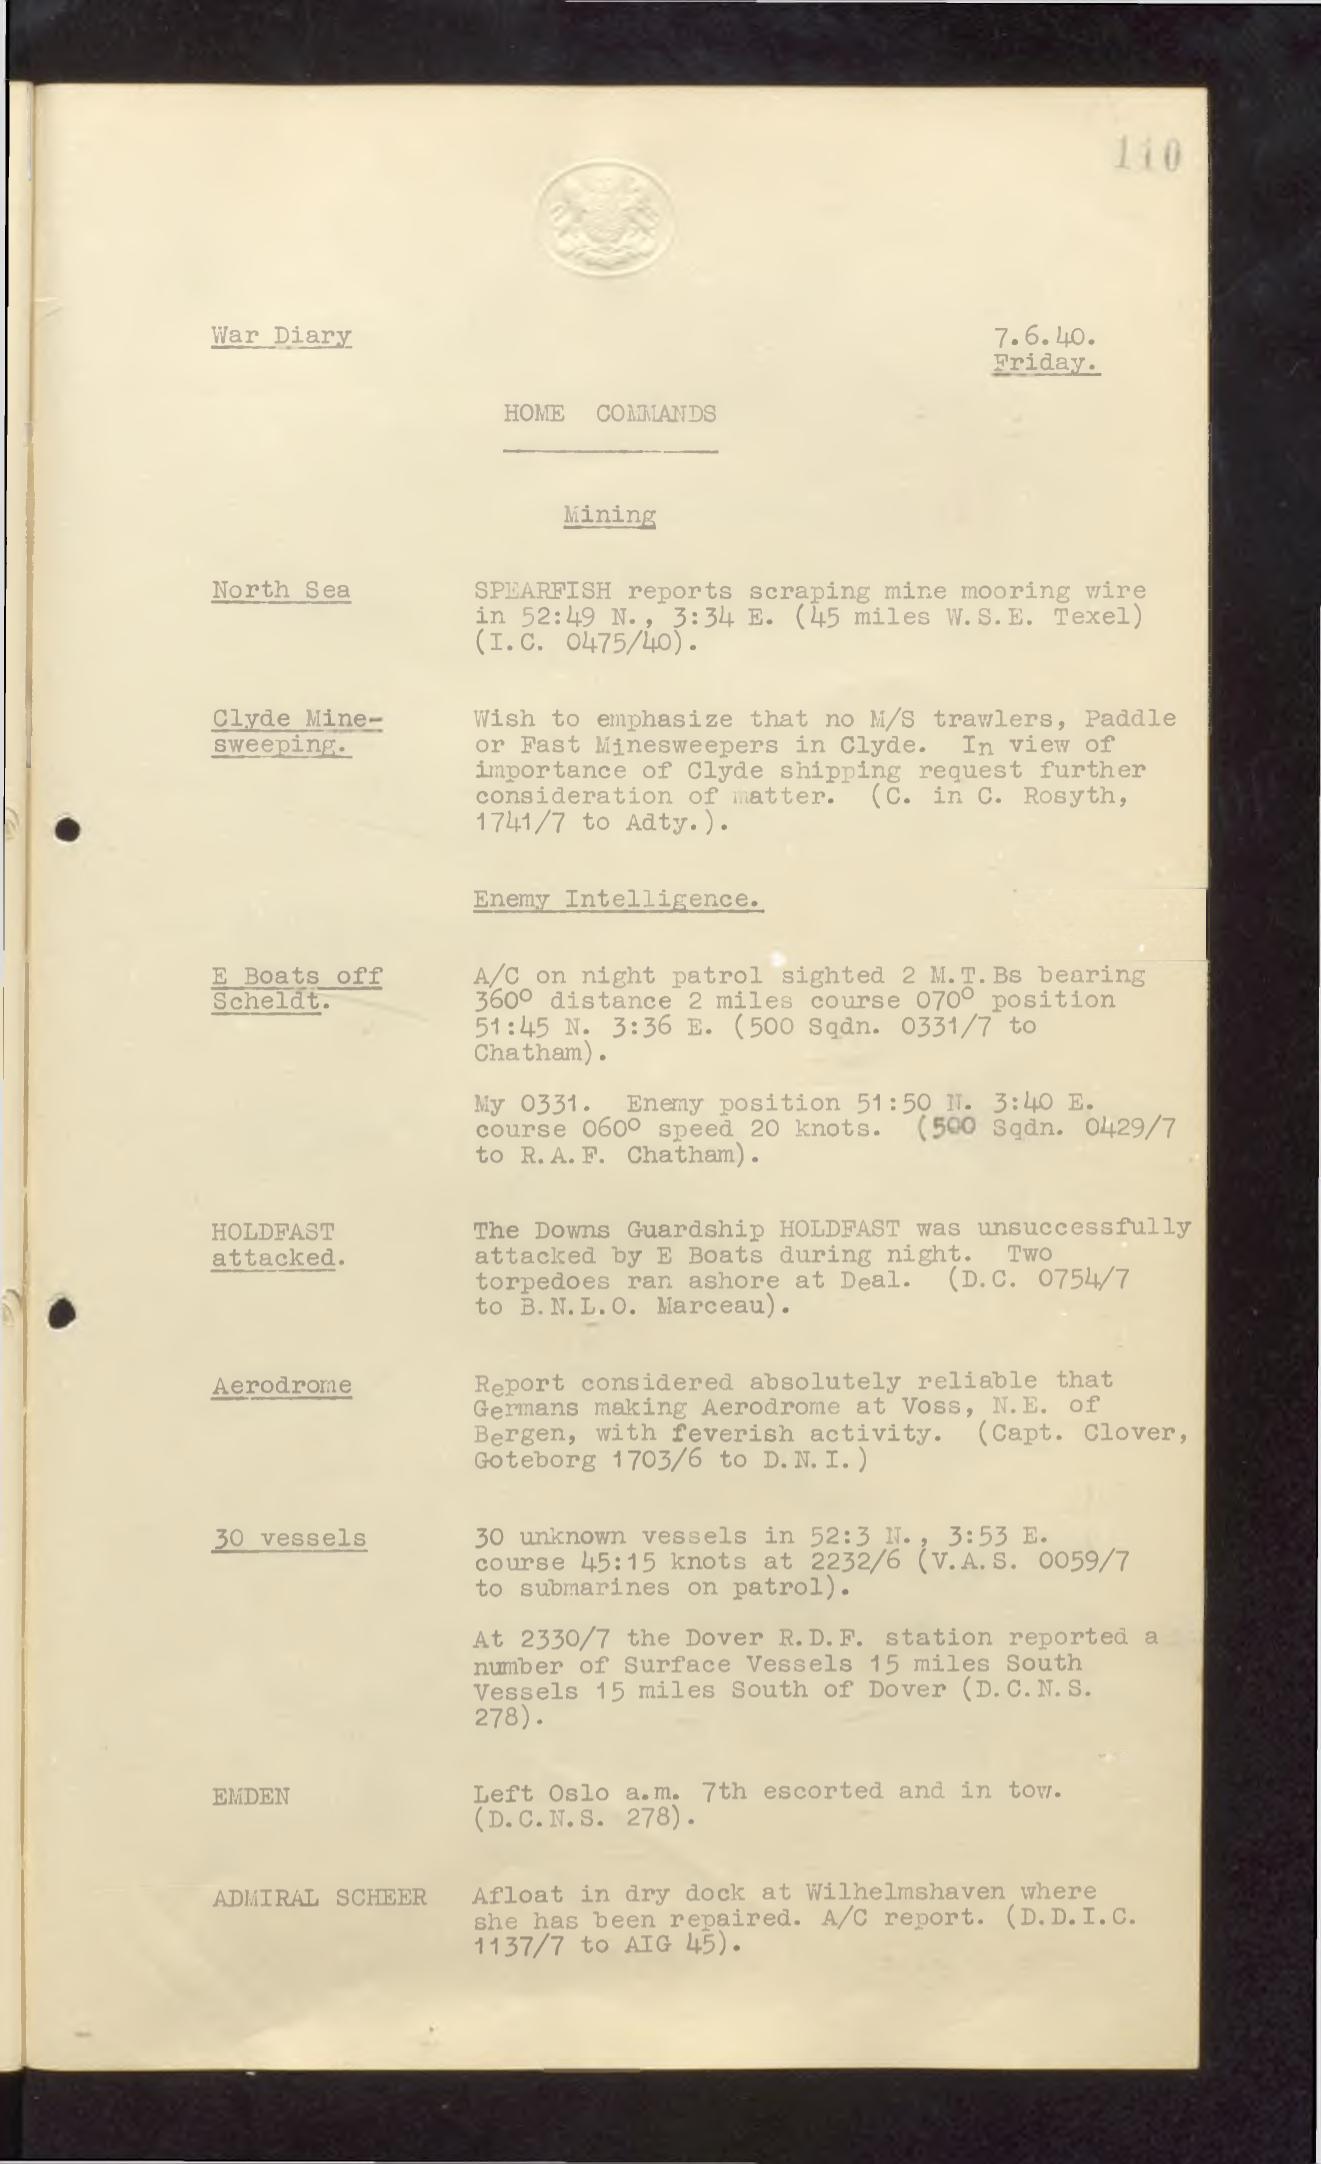 110
War Diary
7.6.40.
Friday.
HOME COMMANDS
Mining
North Sea
SPEARFISH reports scraping mine mooring wire
in 52:49 N., 3:34 E. (45 miles W.S.E. Texel)
(I.C. 0475/40).
Clyde Mine-
sweeping.
Wish to emphasize that no M/S trawlers, Paddle
or Fast Minesweepers in Clyde. In view of
importance of Clyde shipping request further
consideration of matter. (C. in C. Rosyth,
1741/7 to Adty.).
Enemy Intelligence.
E Boats off
Scheldt.
A/C on night patrol sighted 2 M.T.Bs bearing
360° distance 2 miles course 070° position
51:45 N. 3:36 E. (500 Sqdn. 0331/7 to
Chatham).
My 0331. Enemy position 51:50 N. 3:40 E.
course 060° speed 20 knots. (500 Sqdn. 0429/7
to R.A.F. Chatham).
HOLDFAST
attacked.
The Downs Guardship HOLDFAST was unsuccessfully
attacked by E Boats during night. Two
torpedoes ran ashore at Deal. (D.C. 0754/7
to B.N.L.O. Marceau).
Aerodrome
Report considered absolutely reliable that
Germans making Aerodrome at Voss, N.E. of
Bergen, with feverish activity. (Capt. Clover,
Goteborg 1703/6 to D.N.I.)
30 vessels
30 unknown vessels in 52:3 N., 3:53 E.
course 45:15 knots at 2232/6 (V.A.S. 0059/7
to submarines on patrol).
At 2330/7 the Dover R.D.F. station reported a
number of Surface Vessels 15 miles South
Vessels 15 miles South of Dover (D.C.N.S.
278).
EMDEN
Left Oslo a.m. 7th escorted and in tow.
(D.C.N.S. 278).
ADMIRAL SCHEER
Afloat in dry dock at Wilhelmshaven where
she has been repaired. A/C report. (D.D.I.C.
1137/7 to AIG 45).